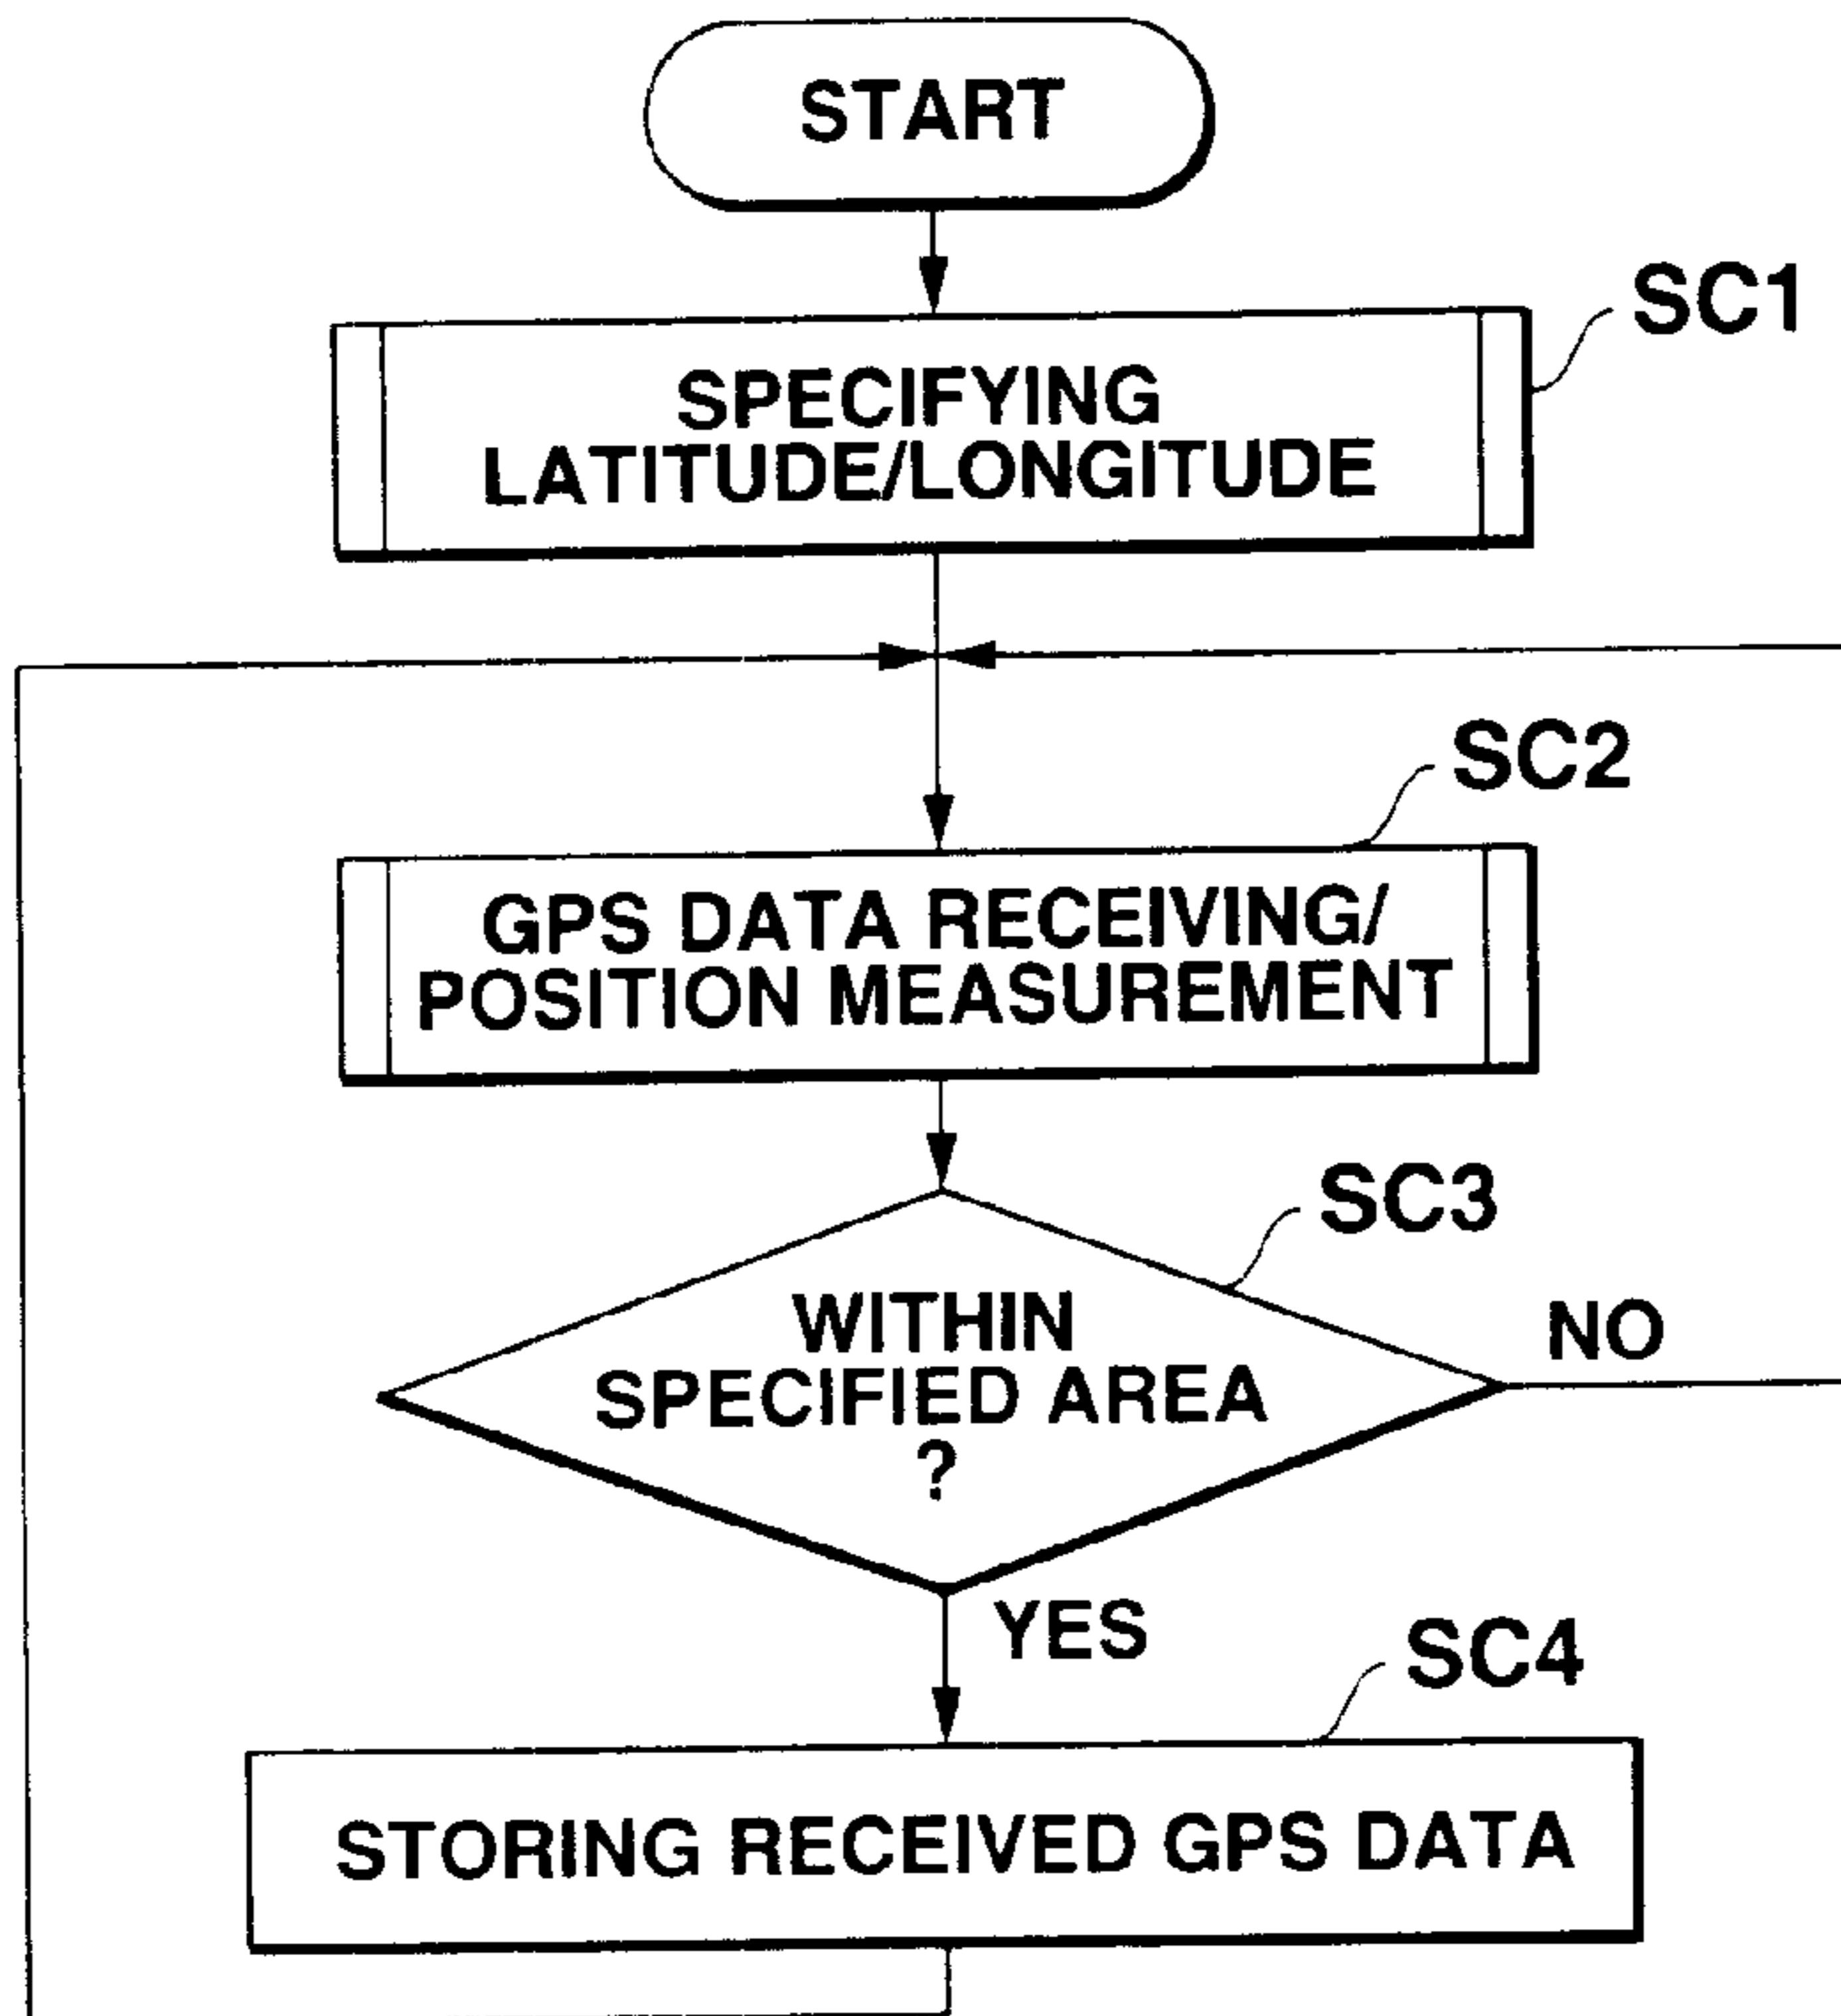 START
SC1
SPECIFYING
LATITUDE/LONGITUDE
SC2
GPS DATA RECEIVING/
POSITION MEASUREMENT
SC3
WITHIN
SPECIFIED AREA
?
NO
YES
SC4
STORING RECEIVED GPS DATA